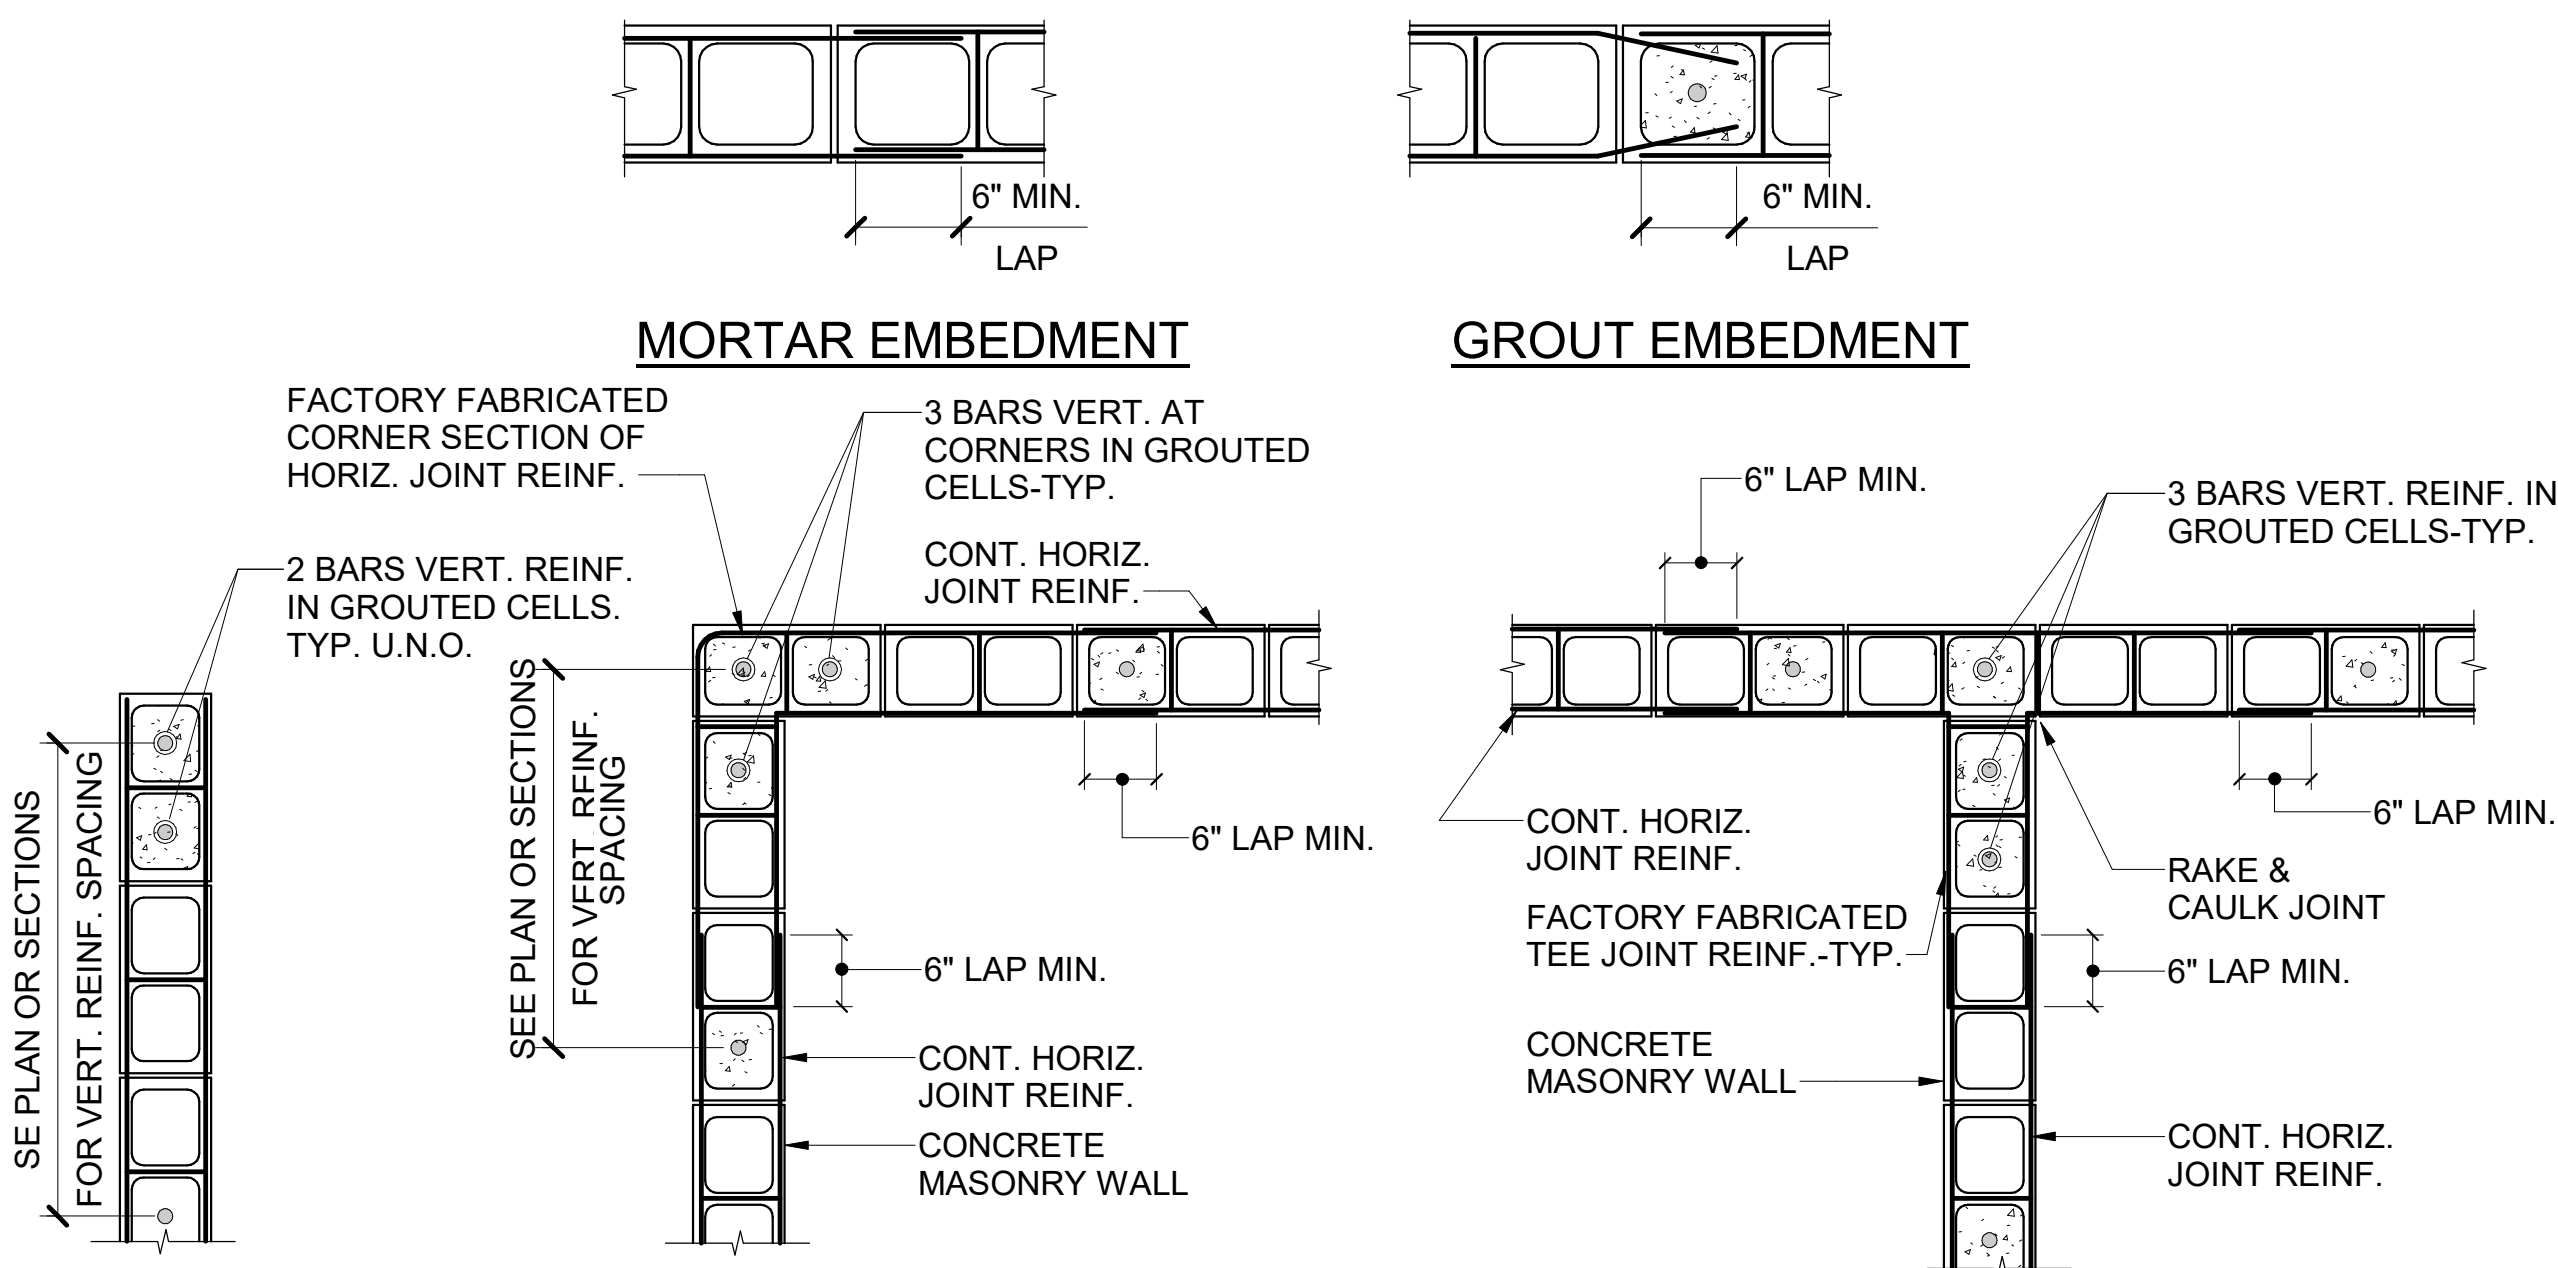 6" MIN.
LAP
6" MIN.
LAP
MORTAR EMBEDMENT
GROUT EMBEDMENT
FACTORY FABRICATED
CORNER SECTION OF
HORIZ. JOINT REINF.
3 BARS VERT. AT
CORNERS IN GROUTED
CELLS-TYP.
2 BARS VERT. REINF.
IN GROUTED CELLS.
TYP. U.N.O.
CONT. HORIZ.
JOINT REINF.
SE PLAN OR SECTIONS
FOR VERT. REINF. SPACING
SEE PLAN OR SECTIONS
FOR VERT. REINF.
SPACING
6" LAP MIN.
6" LAP MIN.
CONT. HORIZ.
JOINT REINF.
CONCRETE
MASONRY WALL
6" LAP MIN.
3 BARS VERT. REINF. IN
GROUTED CELLS-TYP.
6" LAP MIN.
CONT. HORIZ.
JOINT REINF.
RAKE &
CAULK JOINT
FACTORY FABRICATED
TEE JOINT REINF.-TYP.
6" LAP MIN.
CONCRETE
MASONRY WALL
CONT. HORIZ.
JOINT REINF.